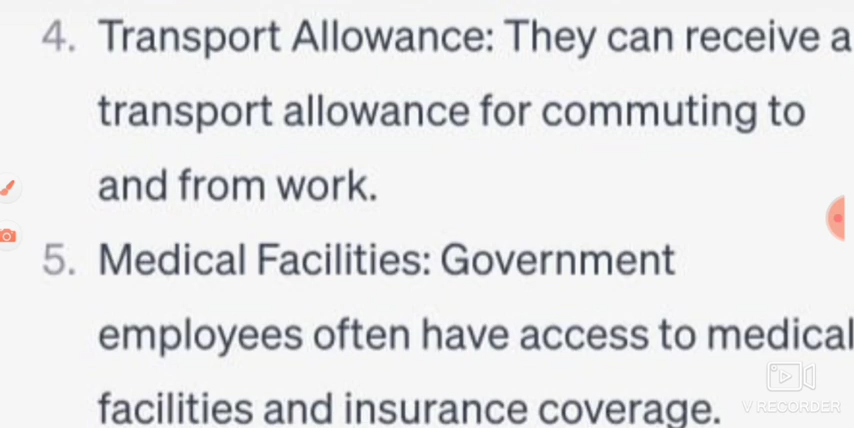 4. Transport Allowance: They can receive a
transport allowance for commuting to
and from work.
5. Medical Facilities: Government
employees often have access to medical
facilities and insurance coverage.
V RECORDER